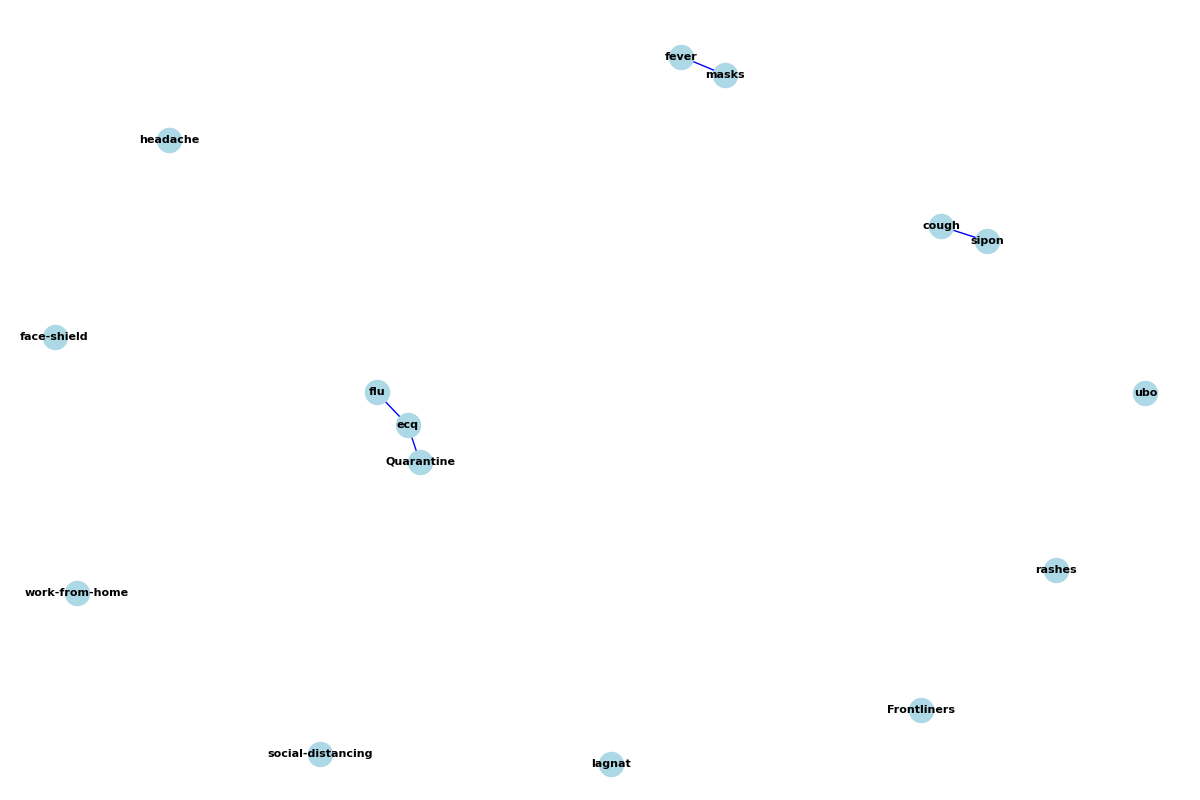 fever
masks
headache
cough
sipon
face-shield
flu
ubo
ecq
Quarantine
rashes
work-from-home
Frontliners
social-distancing
lagnat